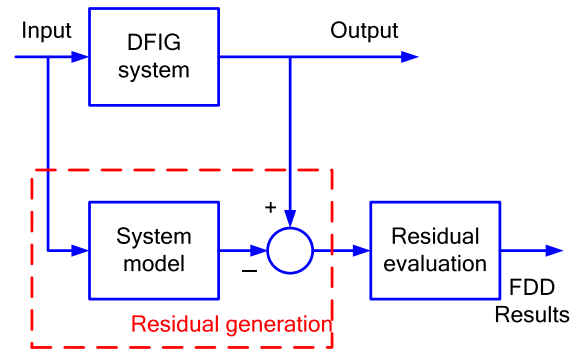 Input
DFIG
system
Output
+
System
model
−
Residual
evaluation
FDD
Results
Residual generation